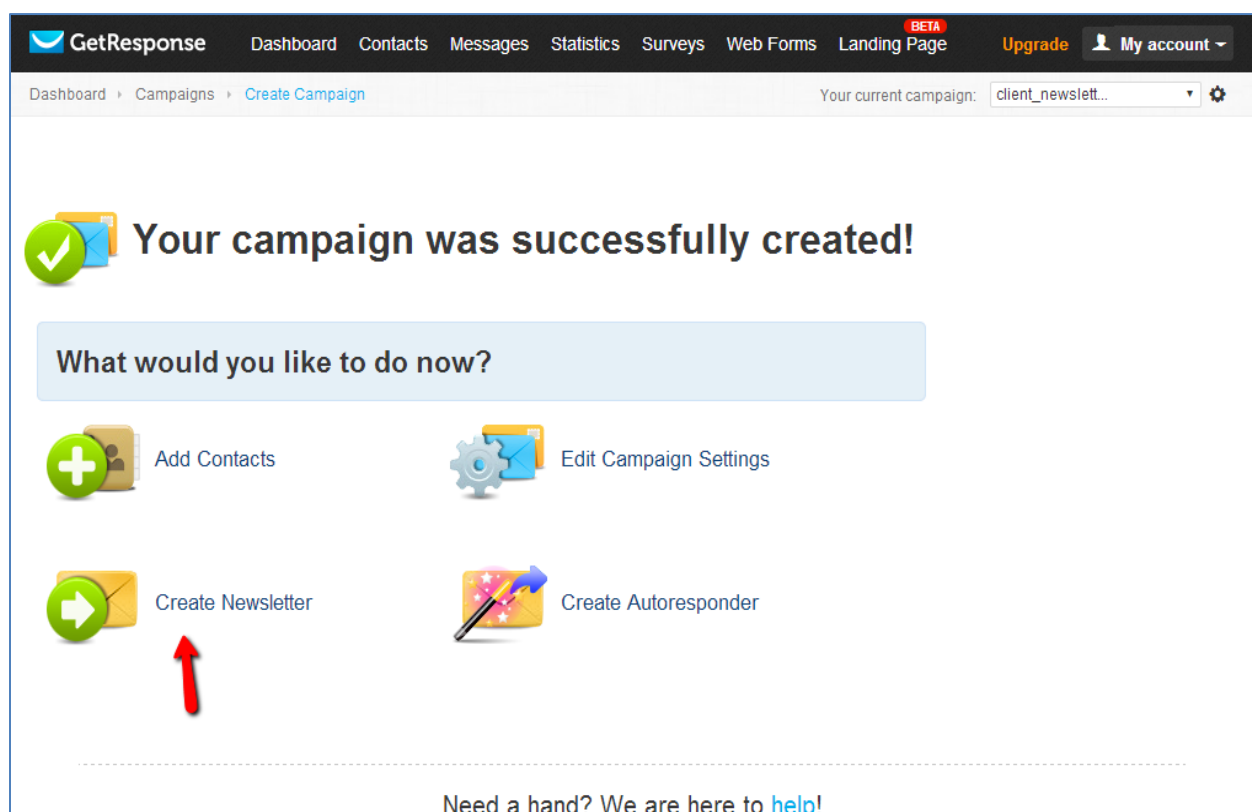 BETA
GetResponse Dashboard Contacts Messages Statistics Surveys Web Forms Landing Page Upgrade My account
Dashboard Campaigns Create Campaign Your current campaign: client_newslett...
Your campaign was successfully created!
What would you like to do now?
Add Contacts Edit Campaign Settings
Create Newsletter Create Autoresponder
Need a hand? We are here to help!